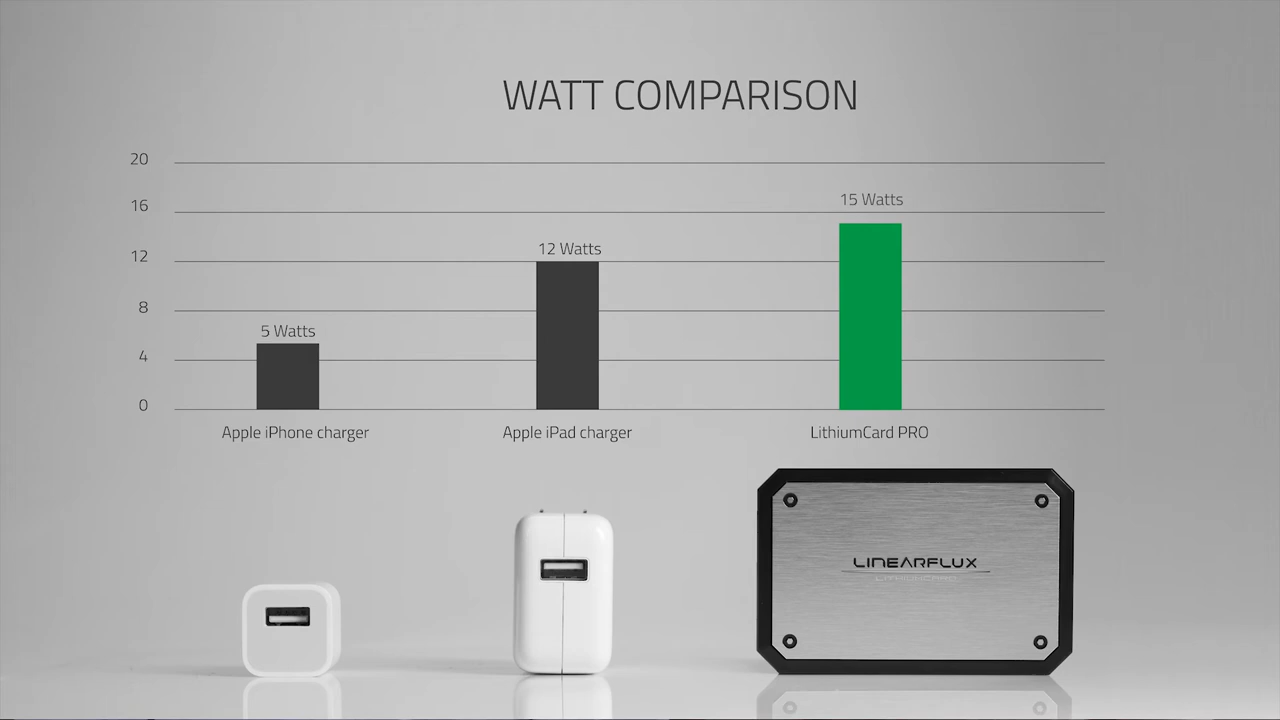 WATT COMPARISON
20
16
12
8
4
0
5 Watts
12 Watts
15 Watts
Apple iPhone charger
Apple iPad charger
LithiumCard PRO
LINEARFLUX
LITHIUMCARD